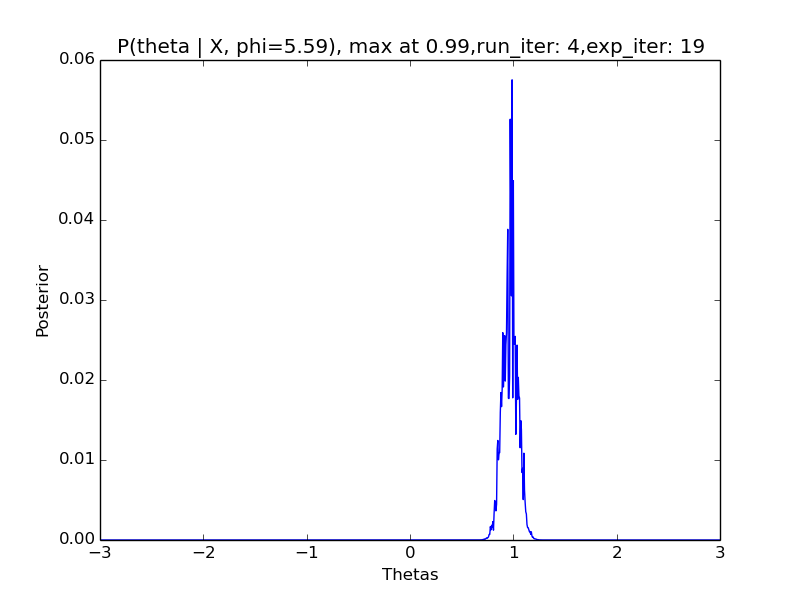 P(theta | X, phi=5.59), max at 0.99,run_iter: 4,exp_iter: 19
0.06
0.05
0.04
0.03
0.02
0.01
0.00
Posterior
−3 −2 −1 0 1 2 3
Thetas